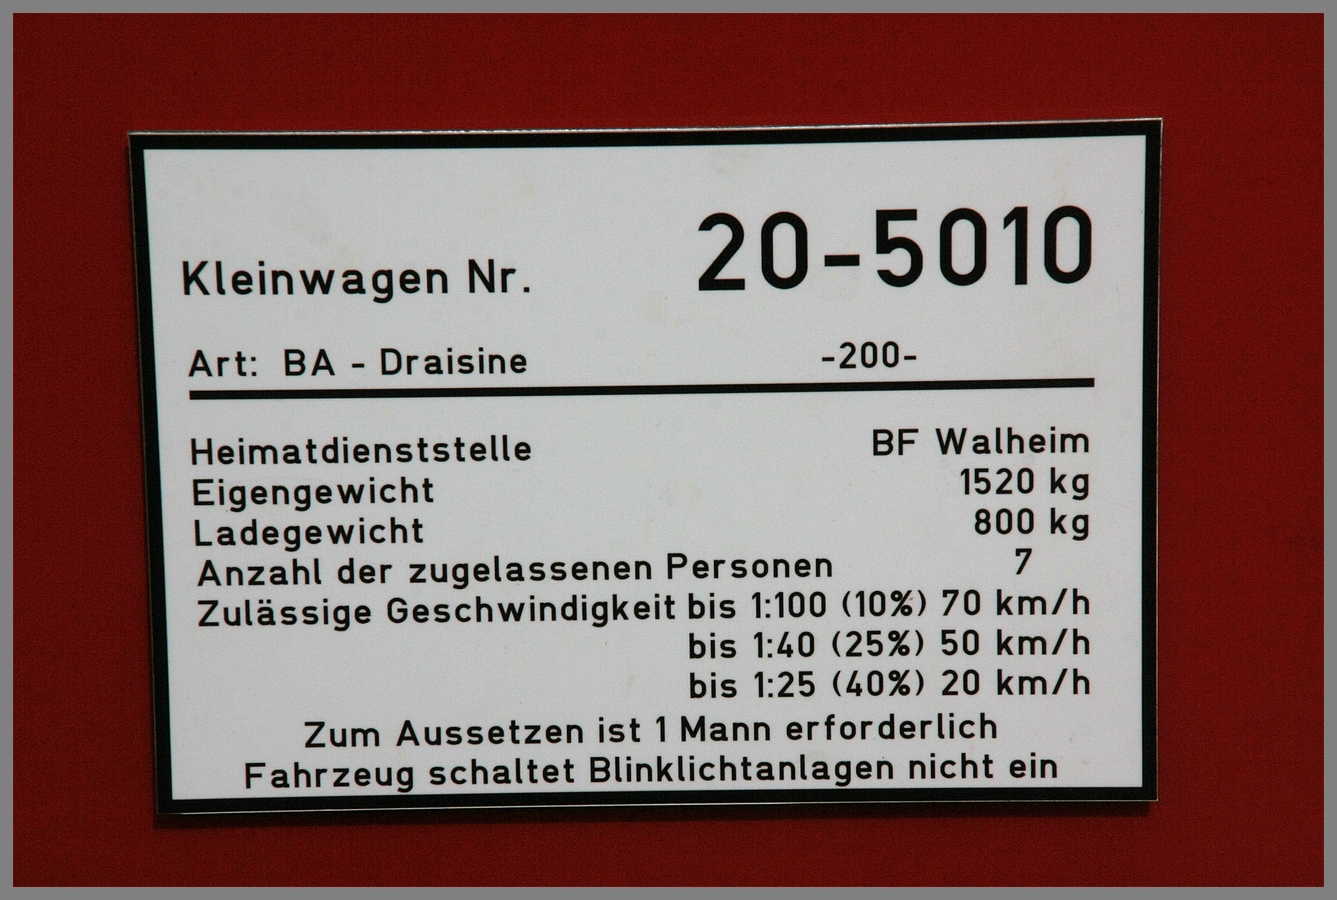 Kleinwagen Nr. 20-5010
Art: BA - Draisine -200-
Heimatdienststelle BF Walheim
Eigengewicht 1520 kg
Ladegewicht 800 kg
Anzahl der zugelassenen Personen 7
Zulässige Geschwindigkeit bis 1:100 (10%) 70 km/h
bis 1:40 (25%) 50 km/h
bis 1:25 (40%) 20 km/h
Zum Aussetzen ist 1 Mann erforderlich
Fahrzeug schaltet Blinklichtanlagen nicht ein